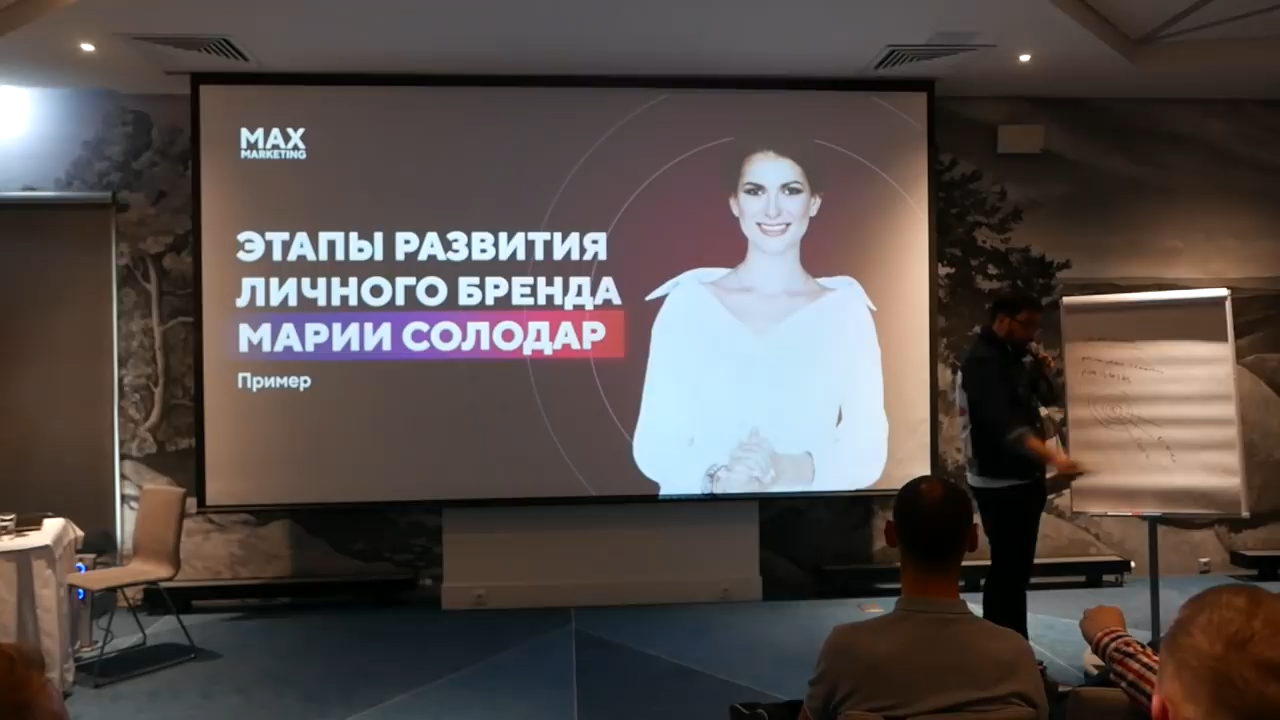 MAX
MARKETING
ЭТАПЫ РАЗВИТИЯ
ЛИЧНОГО БРЕНДА
МАРИИ СОЛОДАР
Пример